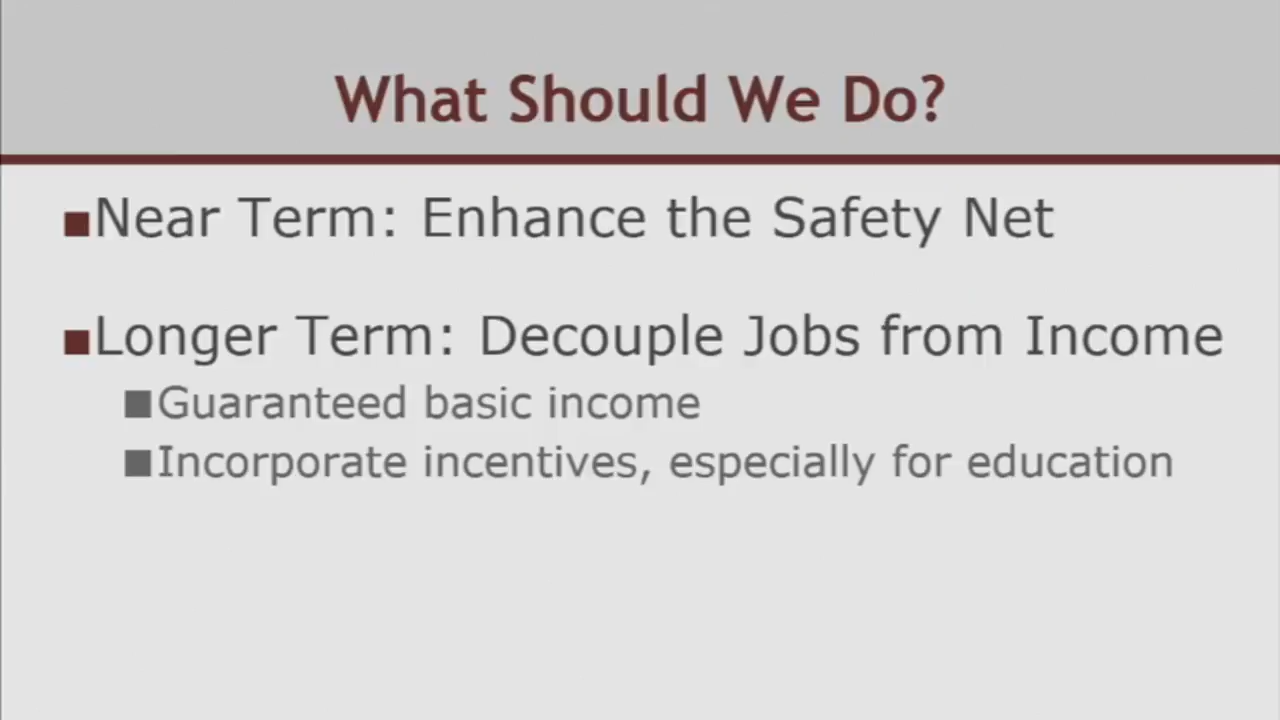 What Should We Do?
Near Term: Enhance the Safety Net
Longer Term: Decouple Jobs from Income
Guaranteed basic income
Incorporate incentives, especially for education